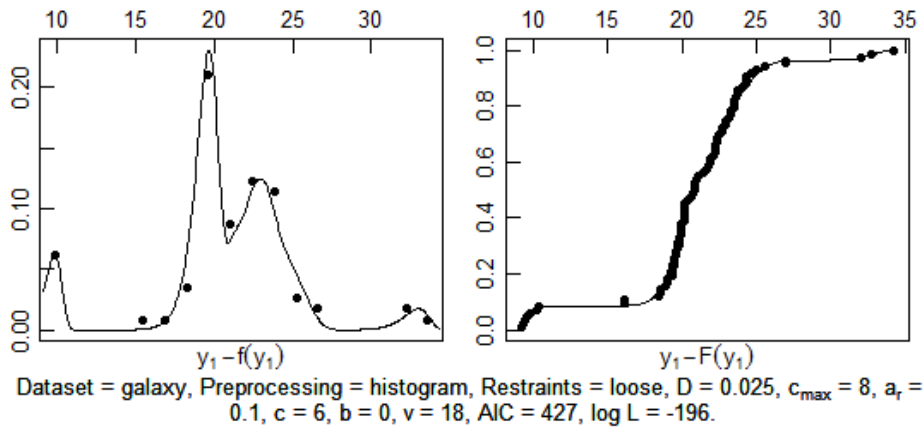 10 15 20 25 30
10 15 20 25 30 35
0.00 0.10 0.20
0.0 0.2 0.4 0.6 0.8 1.0
y₁ – f(y₁)
y₁ – F(y₁)
Dataset = galaxy, Preprocessing = histogram, Restraints = loose, D = 0.025, cₘₐₓ = 8, aᵣ =
0.1, c = 6, b = 0, v = 18, AIC = 427, log L = -196.